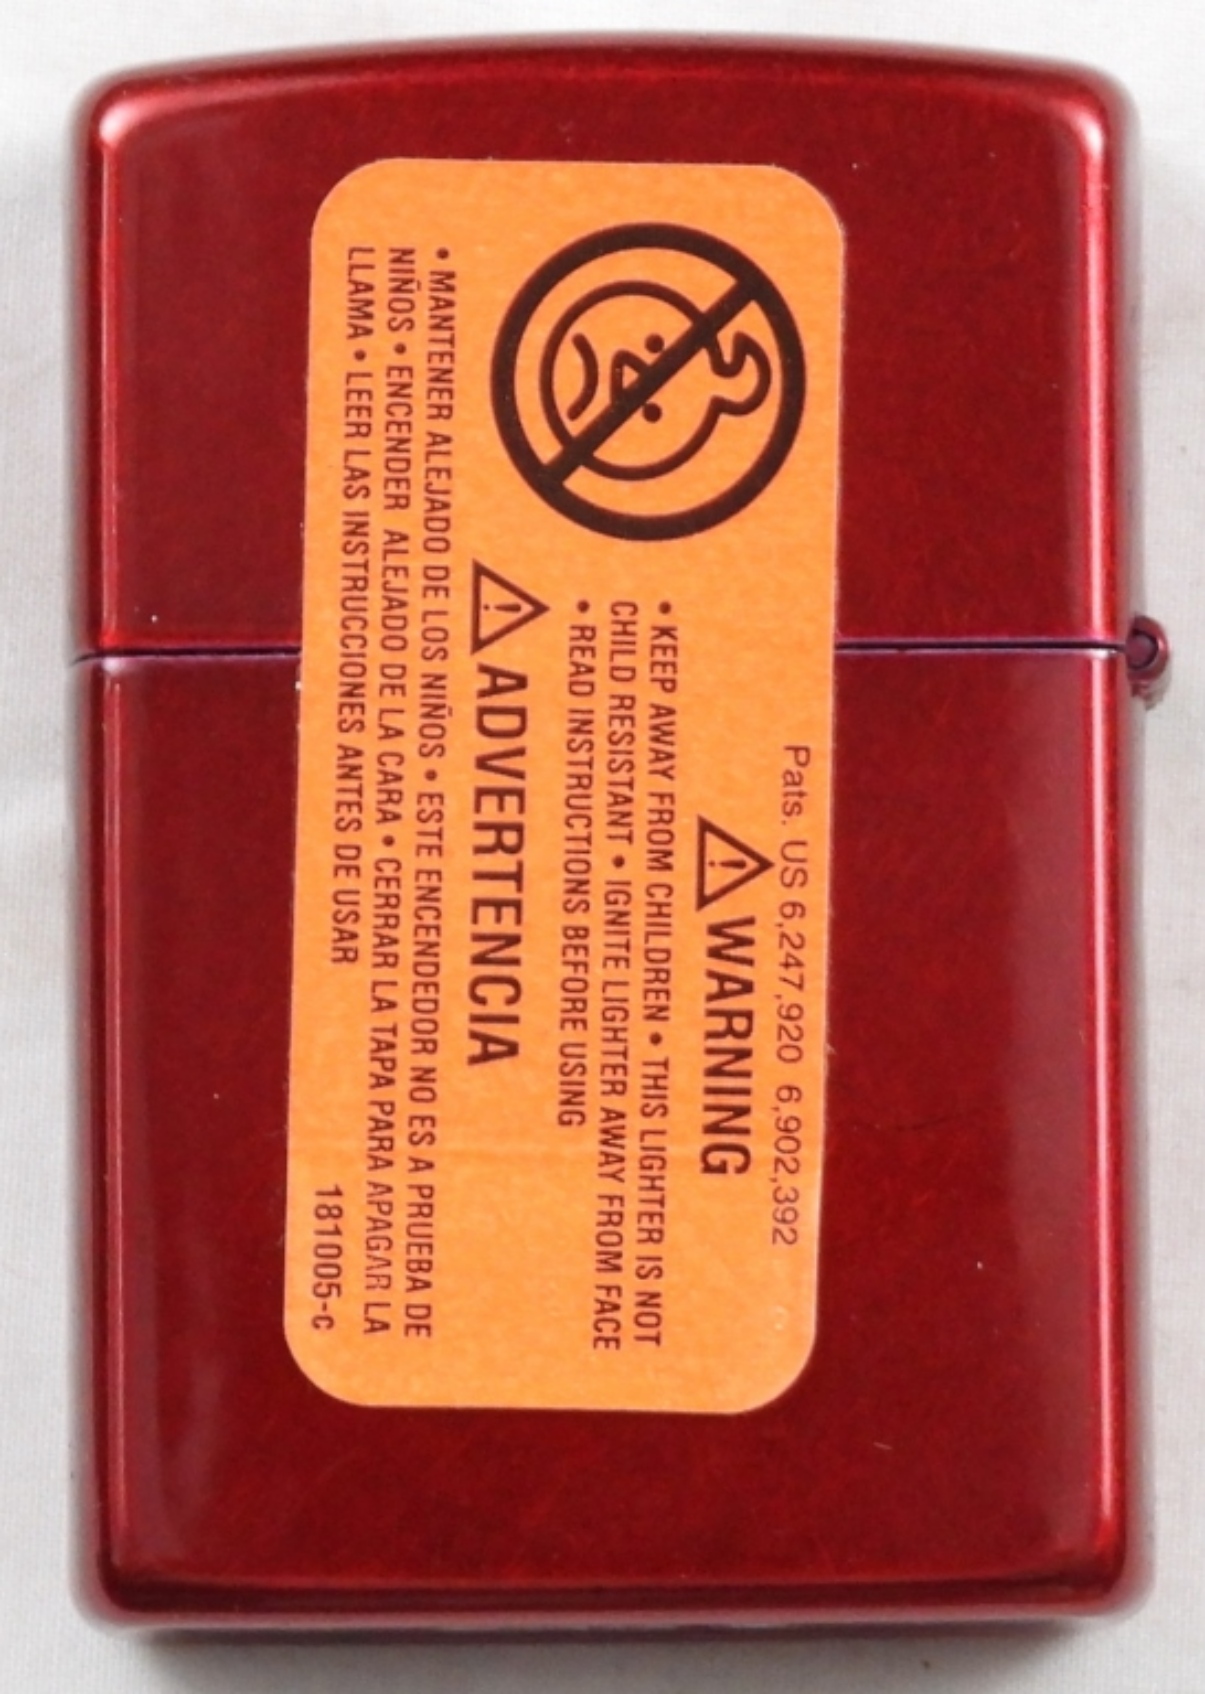 Pats. US 6,247,920 6,902,392
WARNING
• KEEP AWAY FROM CHILDREN • THIS LIGHTER IS NOT
CHILD RESISTANT • IGNITE LIGHTER AWAY FROM FACE
• READ INSTRUCTIONS BEFORE USING
ADVERTENCIA
• MANTENER ALEJADO DE LOS NIÑOS • ESTE ENCENDEDOR NO ES A PRUEBA DE
NIÑOS • ENCENDER ALEJADO DE LA CARA • CERRAR LA TAPA PARA APAGAR LA
LLAMA • LEER LAS INSTRUCCIONES ANTES DE USAR
181005-c